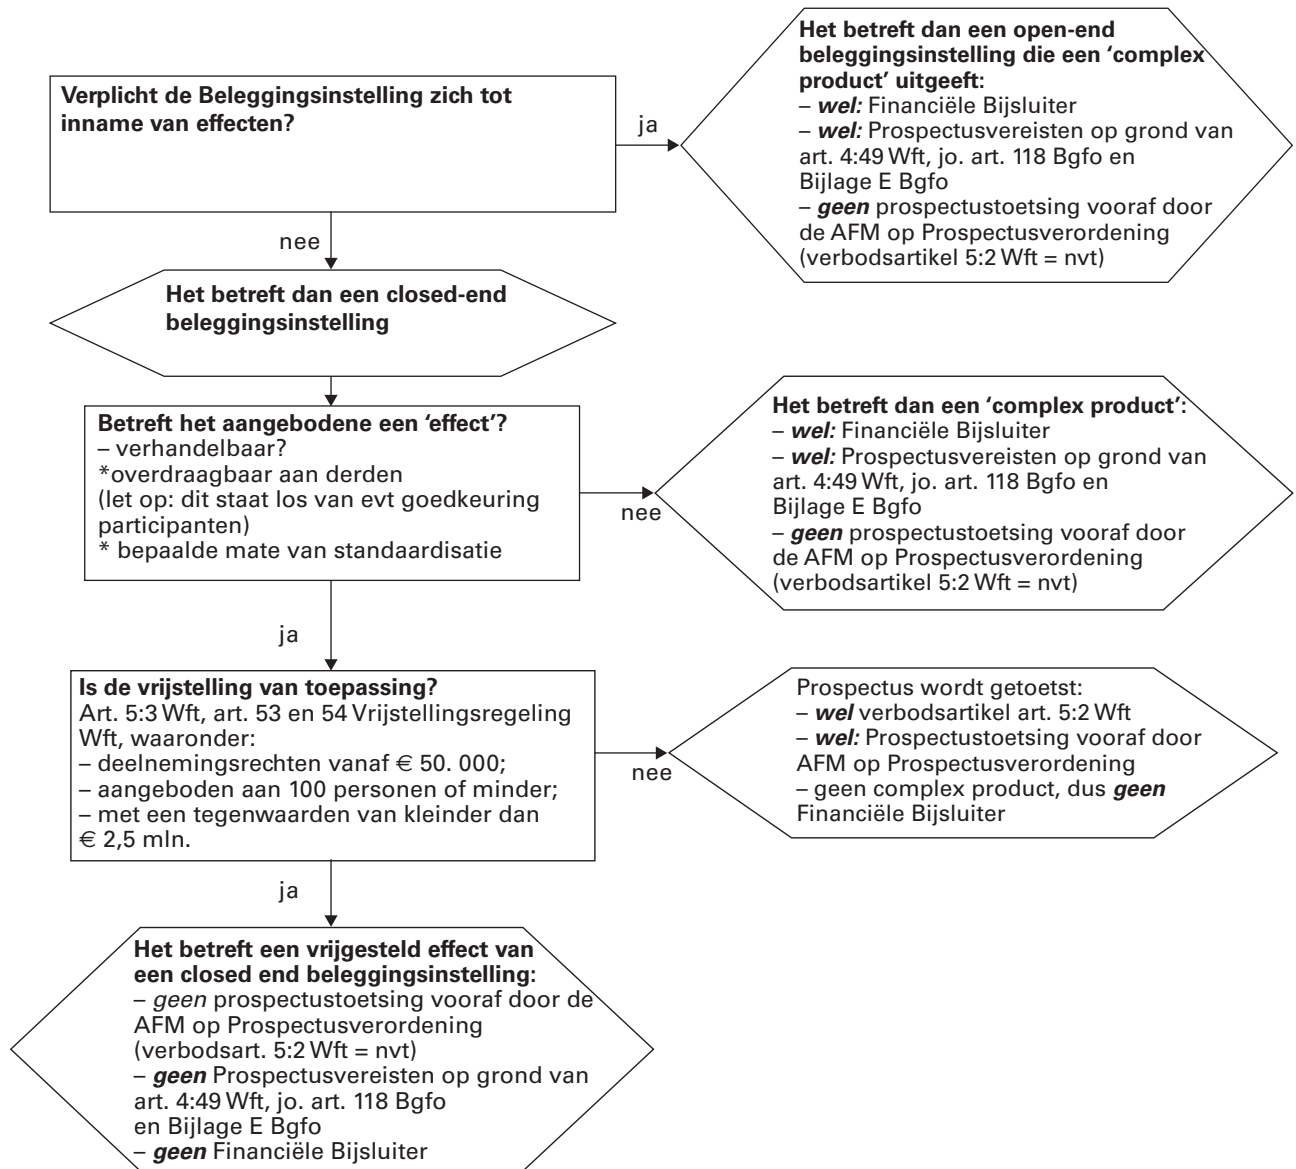 Verplicht de Beleggingsinstelling zich tot
inname van effecten?
ja
Het betreft dan een open-end
beleggingsinstelling die een ‘complex
product’ uitgeeft:
– wel: Financiële Bijsluiter
– wel: Prospectusvereisten op grond van
art. 4:49 Wft, jo. art. 118 Bgfo en
Bijlage E Bgfo
– geen prospectustoetsing vooraf door
de AFM op Prospectusverordening
(verbodsartikel 5:2 Wft = nvt)
nee
Het betreft dan een closed-end
beleggingsinstelling
Betreft het aangebodene een ‘effect’?
– verhandelbaar?
*overdraagbaar aan derden
(let op: dit staat los van evt goedkeuring
participanten)
* bepaalde mate van standaardisatie
nee
Het betreft dan een ‘complex product’:
– wel: Financiële Bijsluiter
– wel: Prospectusvereisten op grond van
art. 4:49 Wft, jo. art. 118 Bgfo en
Bijlage E Bgfo
– geen prospectustoetsing vooraf door
de AFM op Prospectusverordening
(verbodsartikel 5:2 Wft = nvt)
ja
Is de vrijstelling van toepassing?
Art. 5:3 Wft, art. 53 en 54 Vrijstellingsregeling
Wft, waaronder:
– deelnemingsrechten vanaf € 50. 000;
– aangeboden aan 100 personen of minder;
– met een tegenwaarden van kleinder dan
€ 2,5 mln.
nee
Prospectus wordt getoetst:
– wel verbodsartikel art. 5:2 Wft
– wel: Prospectustoetsing vooraf door
AFM op Prospectusverordening
– geen complex product, dus geen
Financiële Bijsluiter
ja
Het betreft een vrijgesteld effect van
een closed end beleggingsinstelling:
– geen prospectustoetsing vooraf door de
AFM op Prospectusverordening
(verbodsart. 5:2 Wft = nvt)
– geen Prospectusvereisten op grond van
art. 4:49 Wft, jo. art. 118 Bgfo
en Bijlage E Bgfo
– geen Financiële Bijsluiter